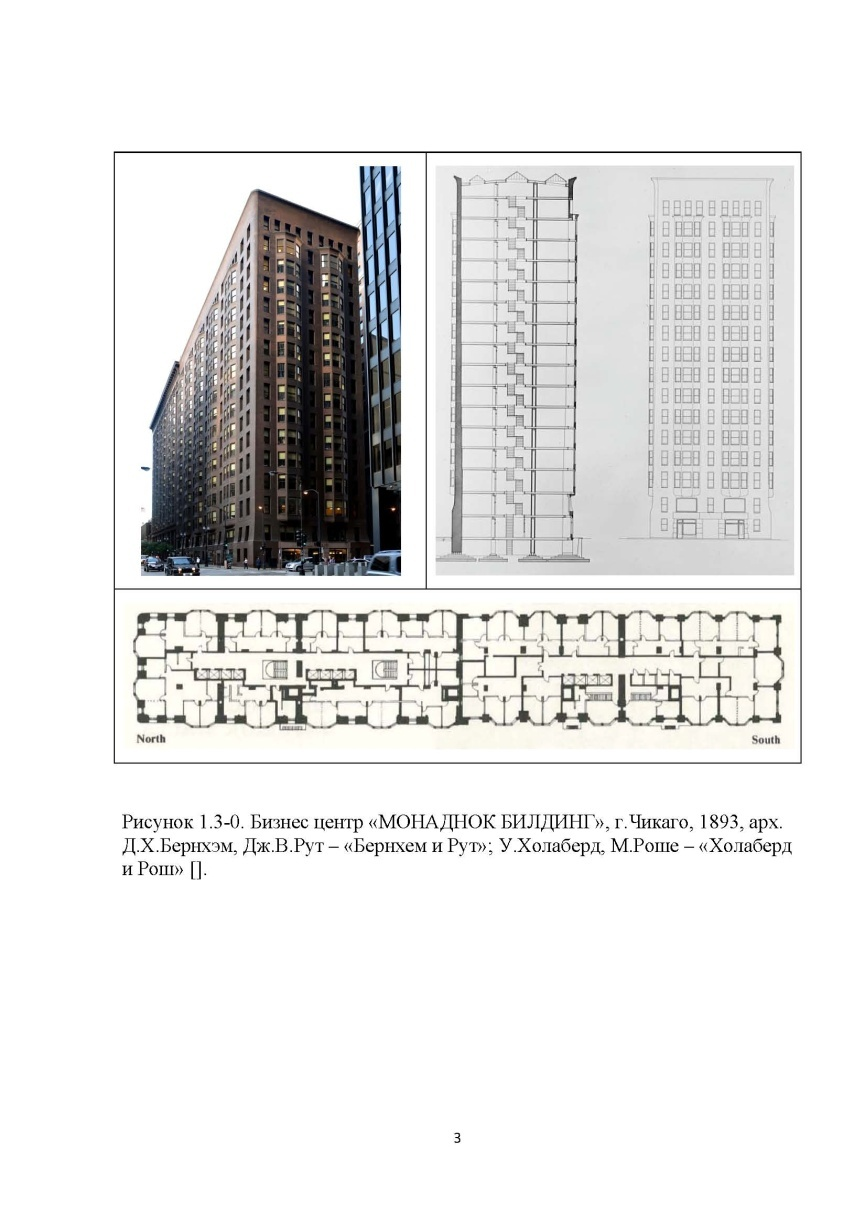 North
South
Рисунок 1.3-0. Бизнес центр «МОНАДНОК БИЛДИНГ», г.Чикаго, 1893, арх.
Д.Х.Бернхэм, Дж.В.Рут – «Бернхем и Рут»; У.Холаберд, М.Роше – «Холаберд
и Рош» [].
3